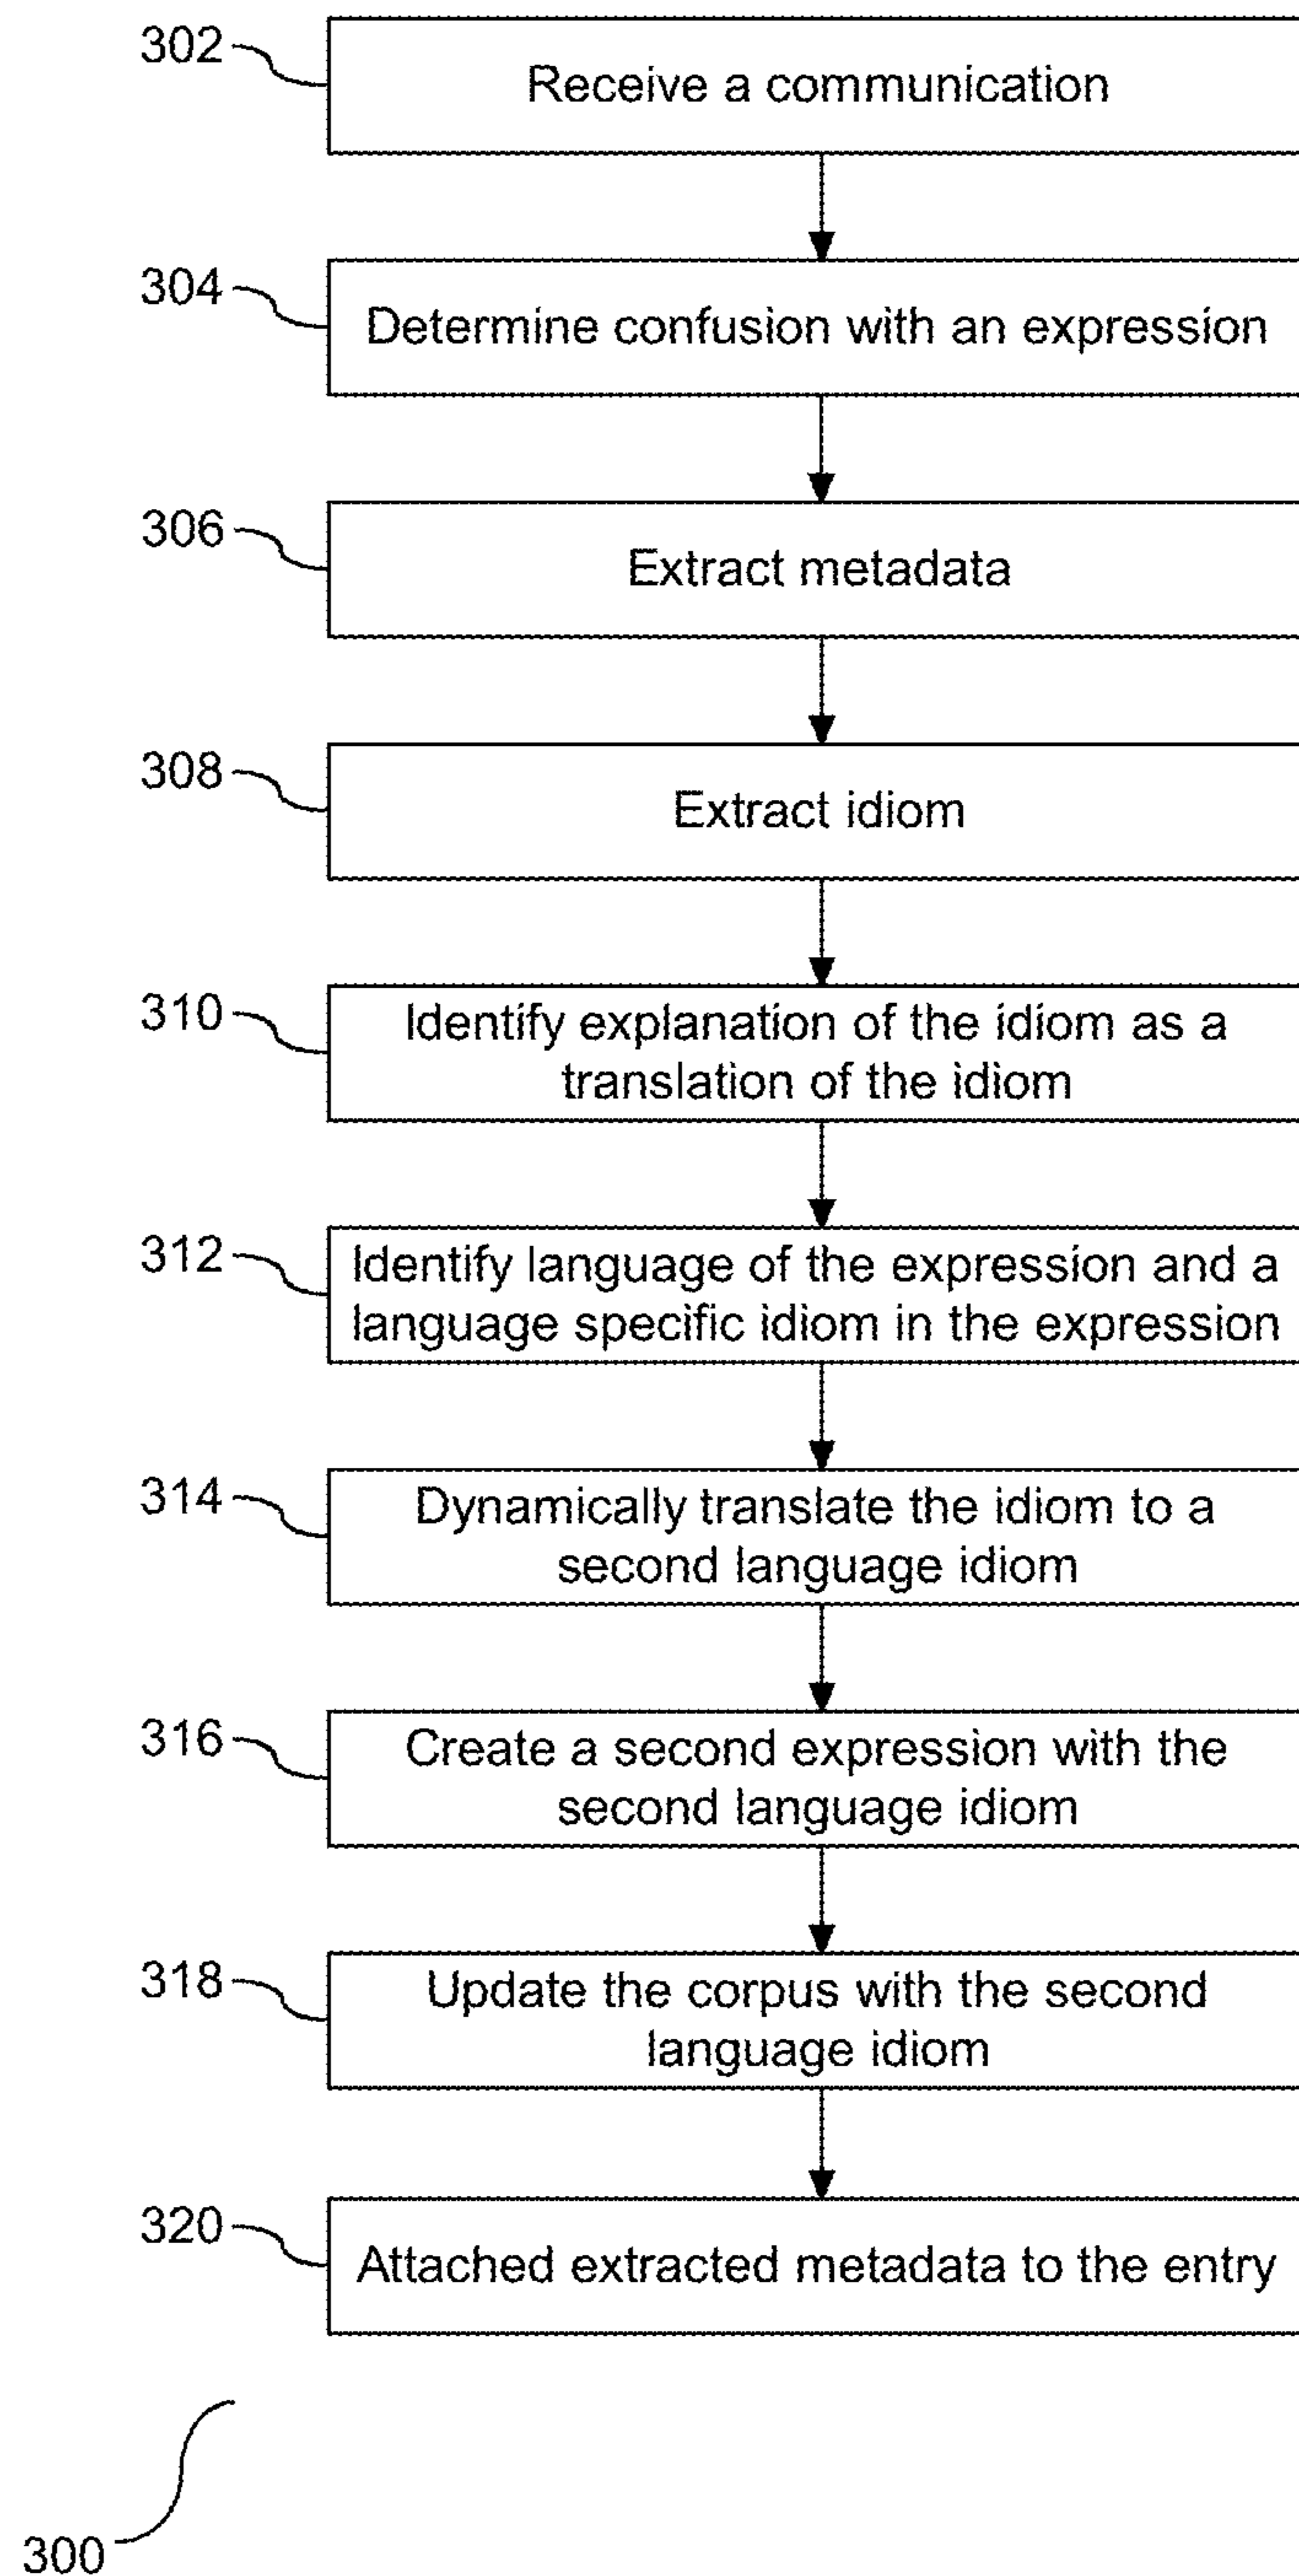 302
Receive a communication
304
Determine confusion with an expression
306
Extract metadata
308
Extract idiom
310
Identify explanation of the idiom as a
translation of the idiom
312
Identify language of the expression and a
language specific idiom in the expression
314
Dynamically translate the idiom to a
second language idiom
316
Create a second expression with the
second language idiom
318
Update the corpus with the second
language idiom
320
Attached extracted metadata to the entry
300